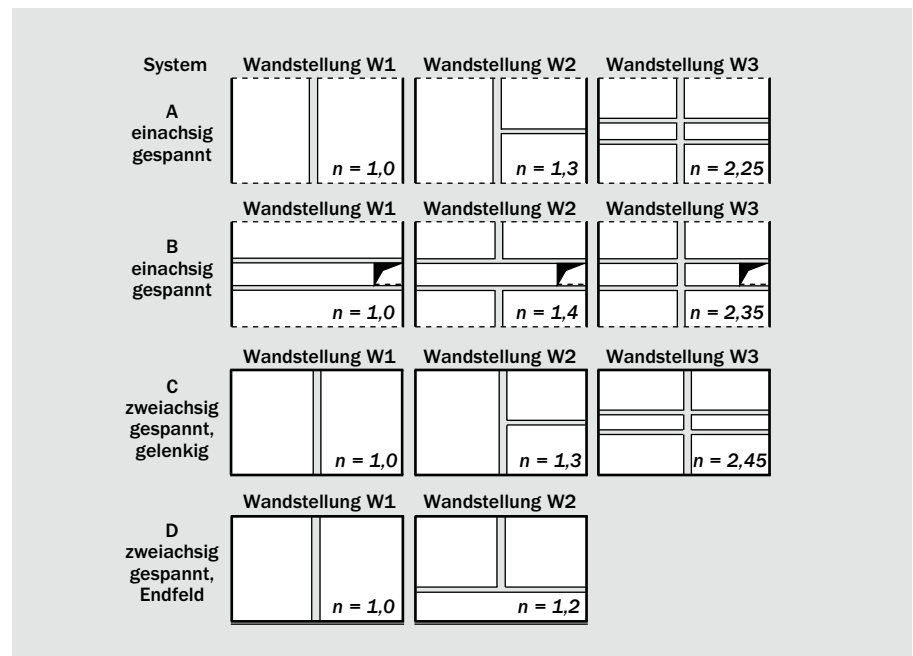 System Wandstellung W1 Wandstellung W2 Wandstellung W3
A
einachsig
gespannt
n = 1,0 n = 1,3 n = 2,25
Wandstellung W1 Wandstellung W2 Wandstellung W3
B
einachsig
gespannt
n = 1,0 n = 1,4 n = 2,35
Wandstellung W1 Wandstellung W2 Wandstellung W3
C
zweiachsig
gespannt,
gelenkig
n = 1,0 n = 1,3 n = 2,45
Wandstellung W1 Wandstellung W2
D
zweiachsig
gespannt,
Endfeld
n = 1,0 n = 1,2